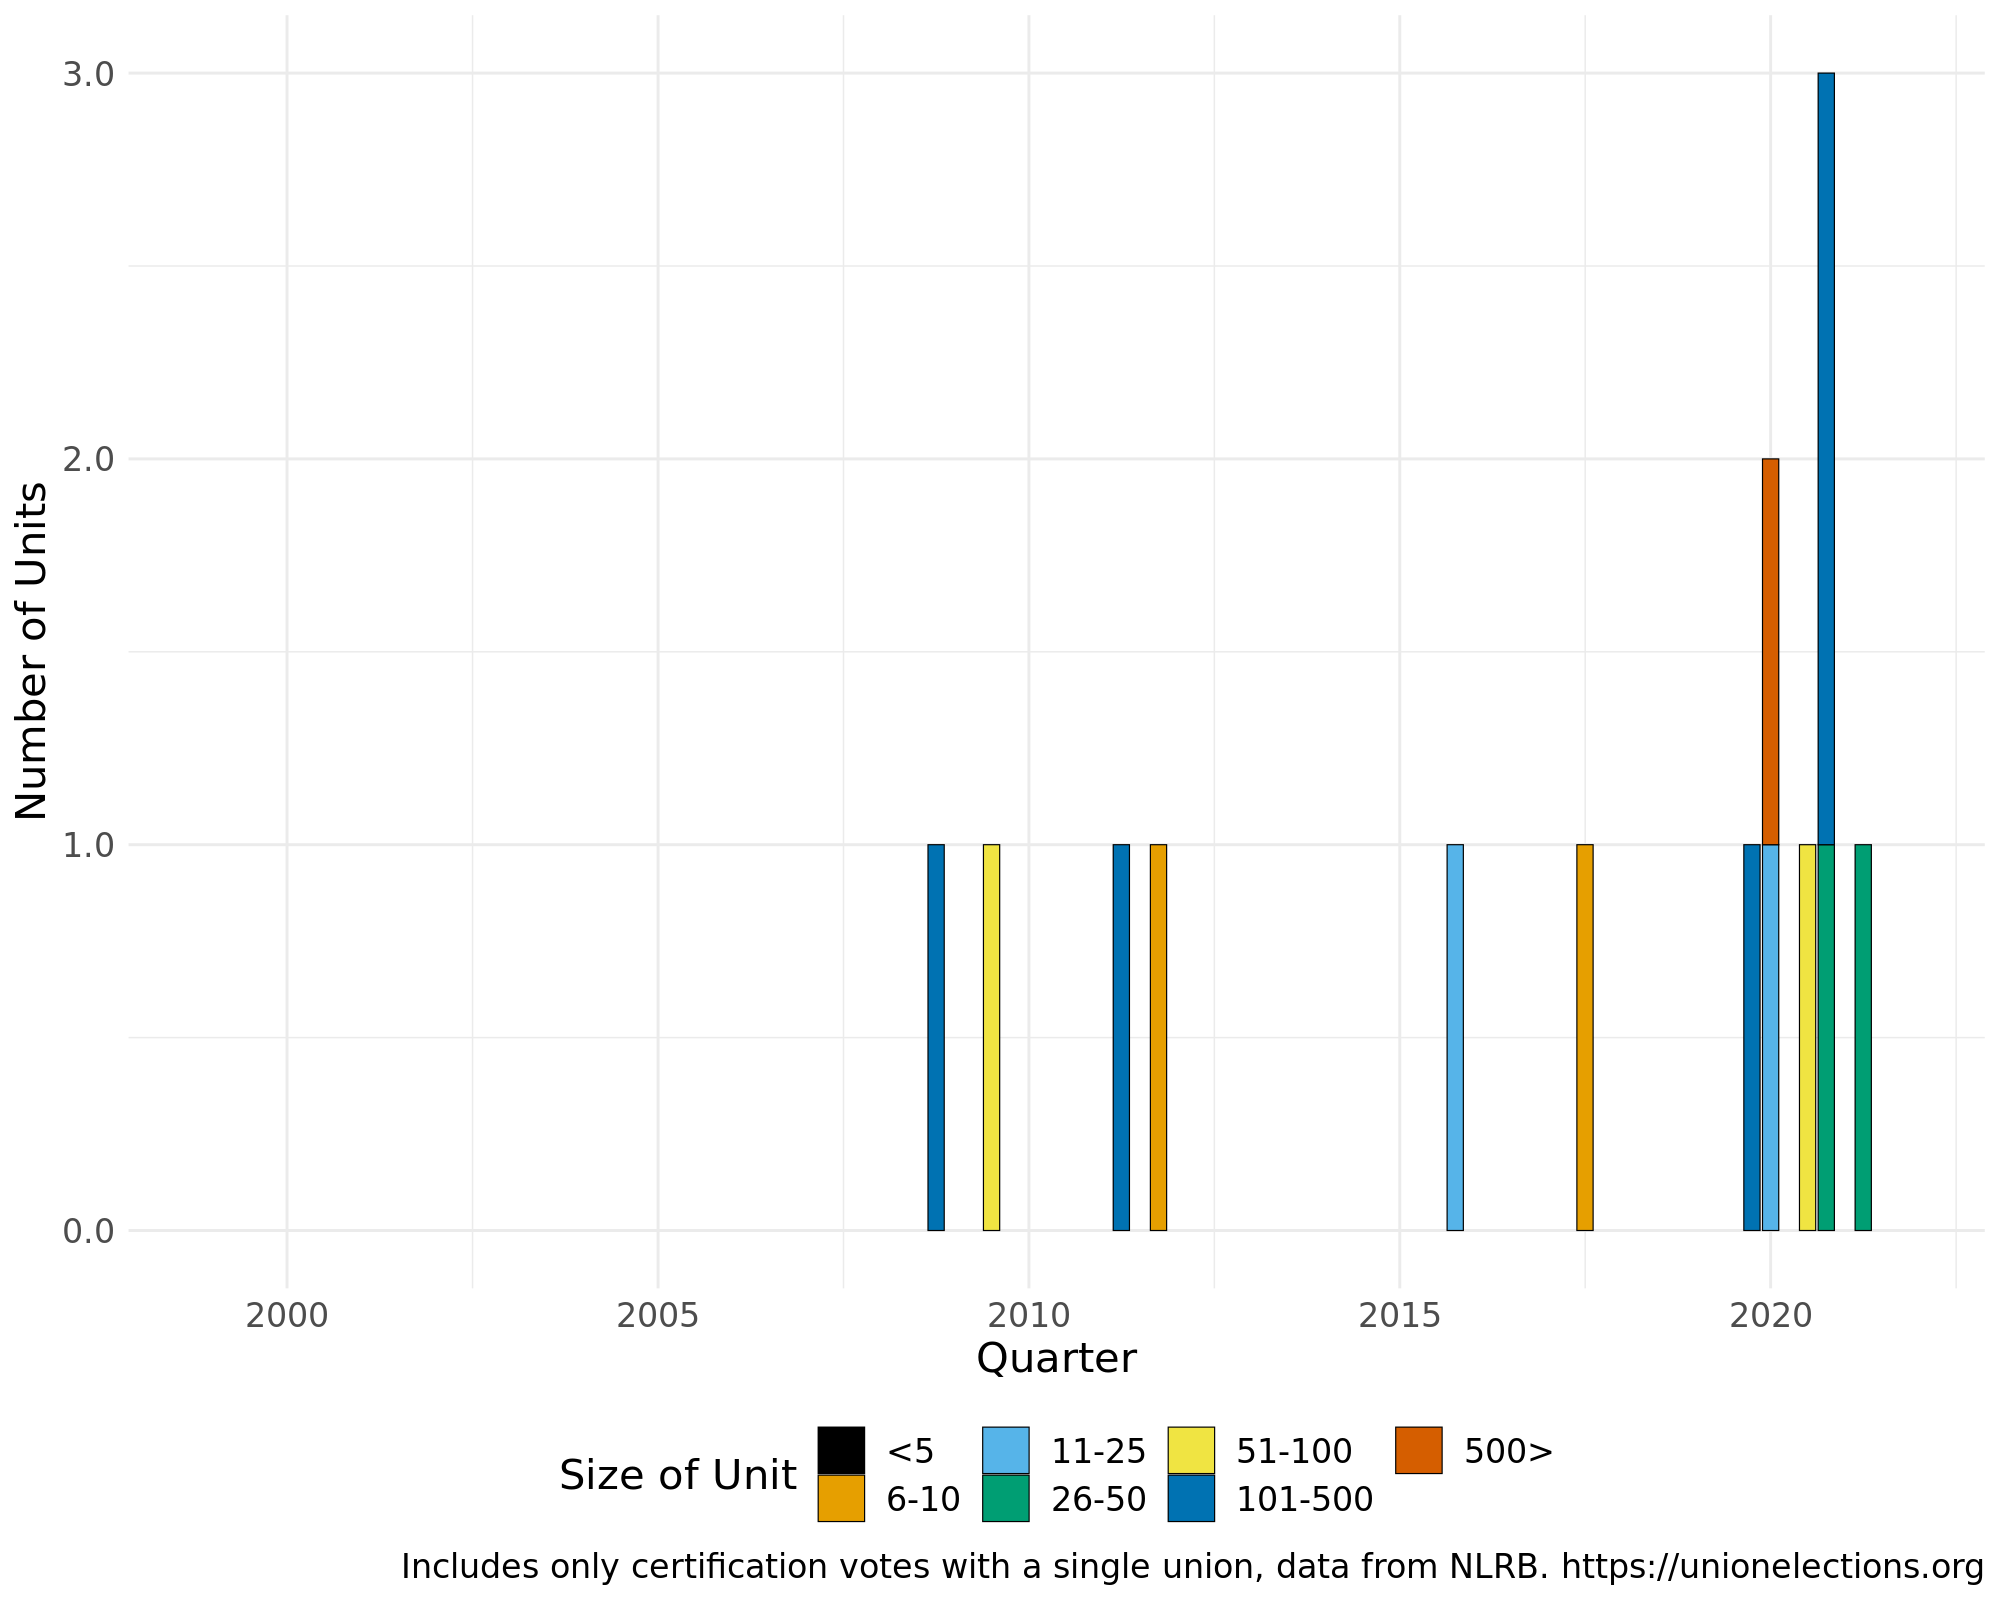 3.0
2.0
1.0
0.0
Number of Units
2000 2005 2010 2015 2020
Quarter
Size of Unit
<5 11-25 51-100 500>
6-10 26-50 101-500
Includes only certification votes with a single union, data from NLRB. https://unionelections.org